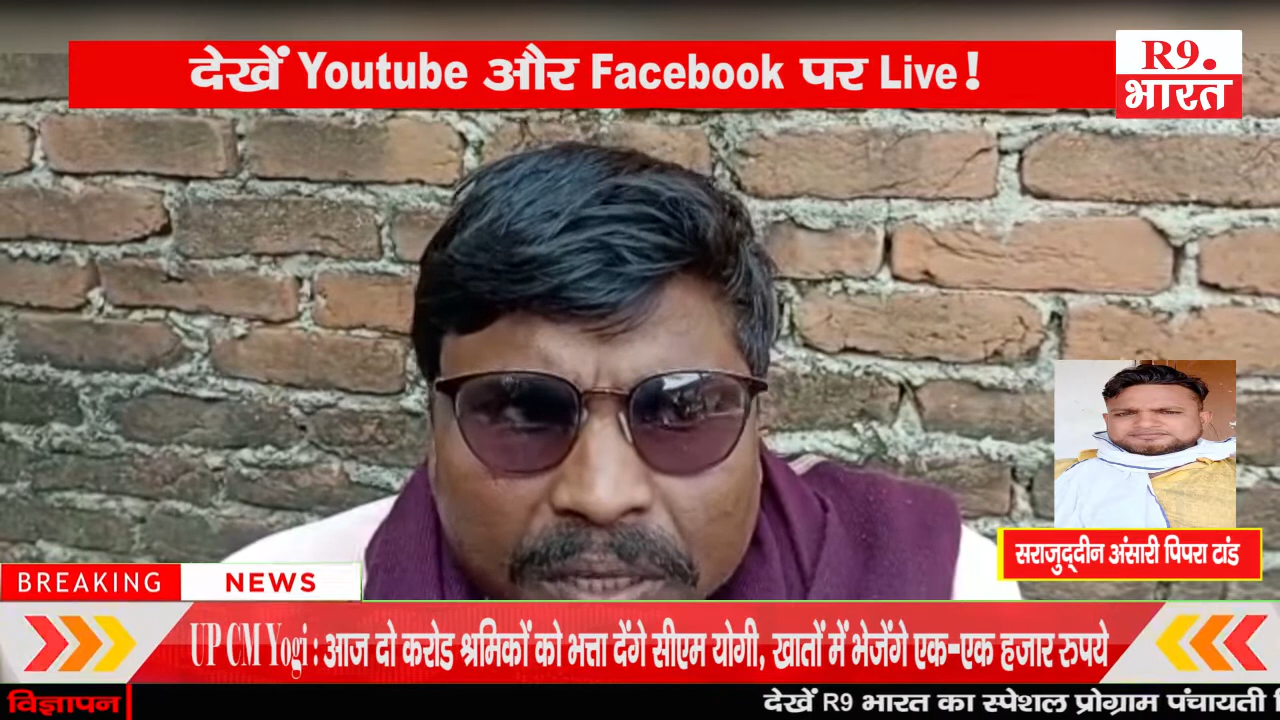 देखें Youtube और Facebook पर Live!
R9.
भारत
सराजुद्दीन अंसारी पिपरा टांड
BREAKING NEWS
UP CM Yogi : आज दो करोड श्रमिकों को भत्ता देंगे सीएम योगी, खातों में भेजेंगे एक-एक हजार रुपये
विज्ञापन
देखें R9 भारत का स्पेशल प्रोग्राम पंचायती